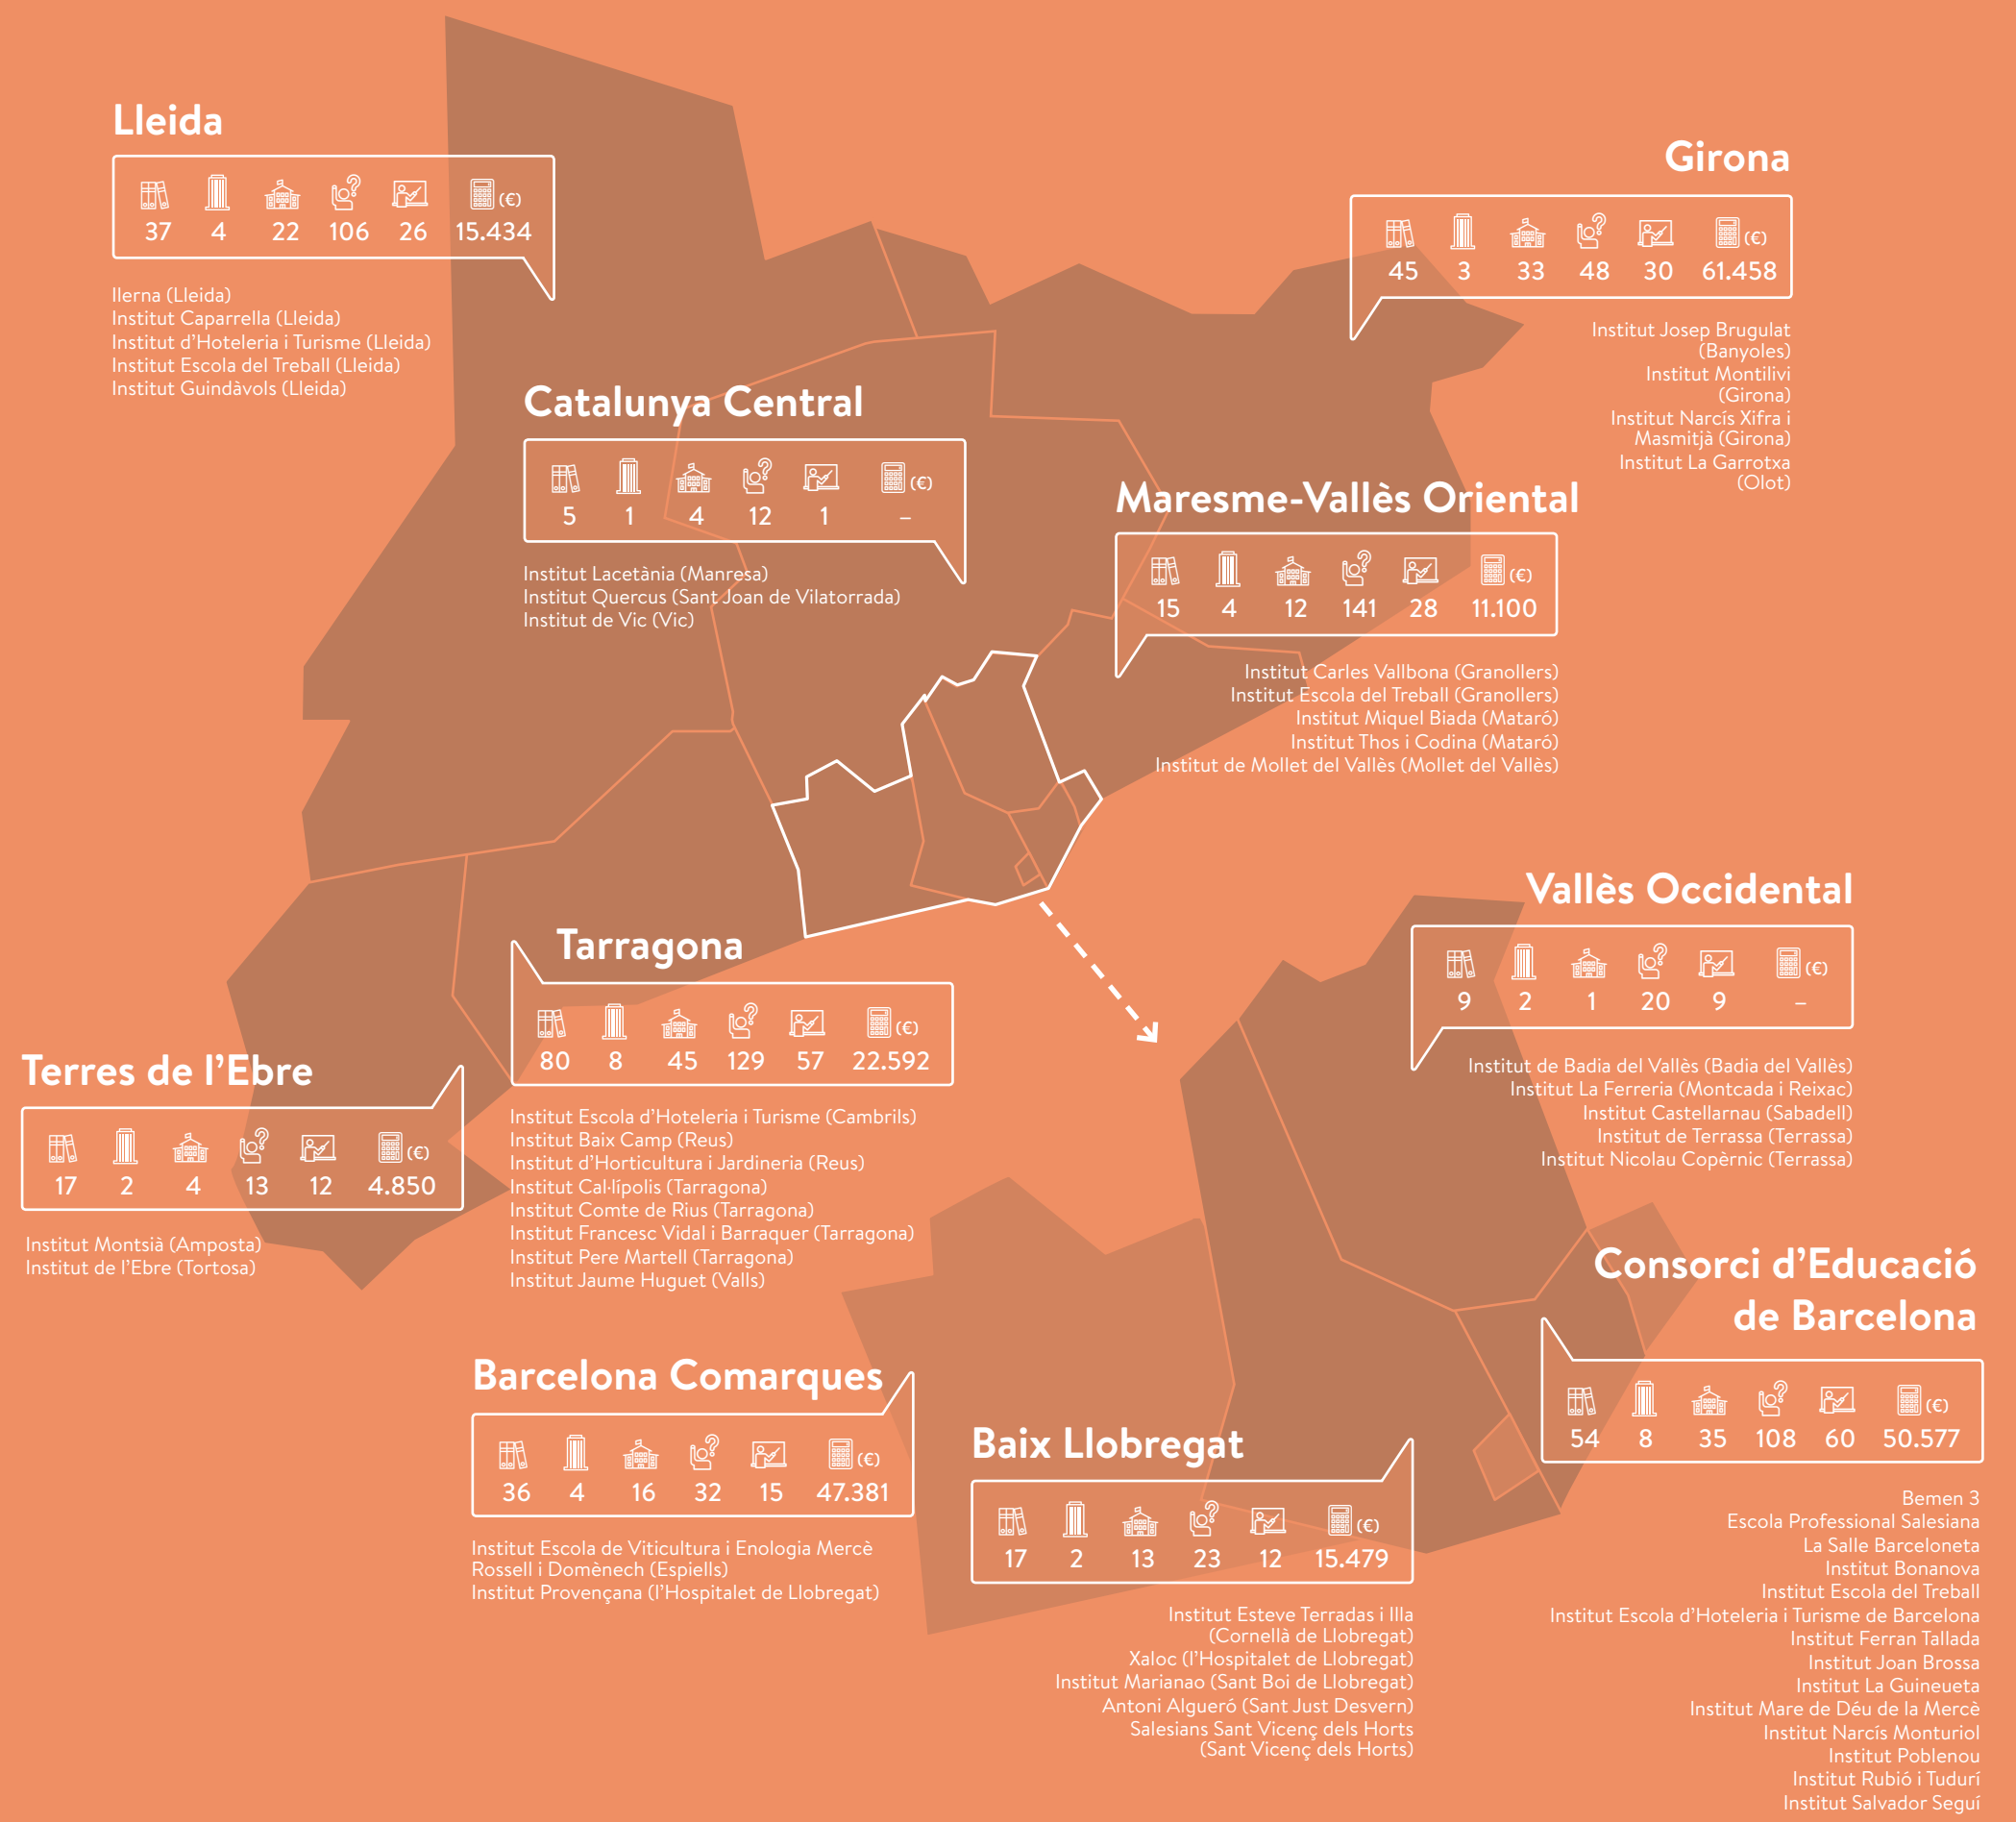 Lleida
(€)
37 4 22 106 26 15.434
Ilerna (Lleida)
Institut Caparrella (Lleida)
Institut d'Hoteleria i Turisme (Lleida)
Institut Escola del Treball (Lleida)
Institut Guindàvols (Lleida)
Girona
(€)
45 3 33 48 30 61.458
Institut Josep Brugulat
(Banyoles)
Institut Montilivi
(Girona)
Institut Narcís Xifra i
Masmitjà (Girona)
Institut La Garrotxa
(Olot)
Catalunya Central
(€)
5 1 4 12 1 –
Institut Lacetània (Manresa)
Institut Quercus (Sant Joan de Vilatorrada)
Institut de Vic (Vic)
Maresme-Vallès Oriental
(€)
15 4 12 141 28 11.100
Institut Carles Vallbona (Granollers)
Institut Escola del Treball (Granollers)
Institut Miquel Biada (Mataró)
Institut Thos i Codina (Mataró)
Institut de Mollet del Vallès (Mollet del Vallès)
Vallès Occidental
(€)
9 2 1 20 9 –
Institut de Badia del Vallès (Badia del Vallès)
Institut La Ferreria (Montcada i Reixac)
Institut Castellarnau (Sabadell)
Institut de Terrassa (Terrassa)
Institut Nicolau Copèrnic (Terrassa)
Tarragona
(€)
80 8 45 129 57 22.592
Institut Escola d'Hoteleria i Turisme (Cambrils)
Institut Baix Camp (Reus)
Institut d'Horticultura i Jardineria (Reus)
Institut Cal·lípolis (Tarragona)
Institut Comte de Rius (Tarragona)
Institut Francesc Vidal i Barraquer (Tarragona)
Institut Pere Martell (Tarragona)
Institut Jaume Huguet (Valls)
Terres de l'Ebre
(€)
17 2 4 13 12 4.850
Institut Montsià (Amposta)
Institut de l'Ebre (Tortosa)
Consorci d'Educació
de Barcelona
(€)
54 8 35 108 60 50.577
Bemen 3
Escola Professional Salesiana
La Salle Barceloneta
Institut Bonanova
Institut Escola del Treball
Institut Escola d'Hoteleria i Turisme de Barcelona
Institut Ferran Tallada
Institut Joan Brossa
Institut La Guineueta
Institut Mare de Déu de la Mercè
Institut Narcís Monturiol
Institut Poblenou
Institut Rubió i Tudurí
Institut Salvador Seguí
Barcelona Comarques
(€)
36 4 16 32 15 47.381
Institut Escola de Viticultura i Enologia Mercè
Rossell i Domènech (Espiells)
Institut Provençana (l'Hospitalet de Llobregat)
Baix Llobregat
(€)
17 2 13 23 12 15.479
Institut Esteve Terradas i Illa
(Cornellà de Llobregat)
Xaloc (l'Hospitalet de Llobregat)
Institut Marianao (Sant Boi de Llobregat)
Antoni Algueró (Sant Just Desvern)
Salesians Sant Vicenç dels Horts
(Sant Vicenç dels Horts)